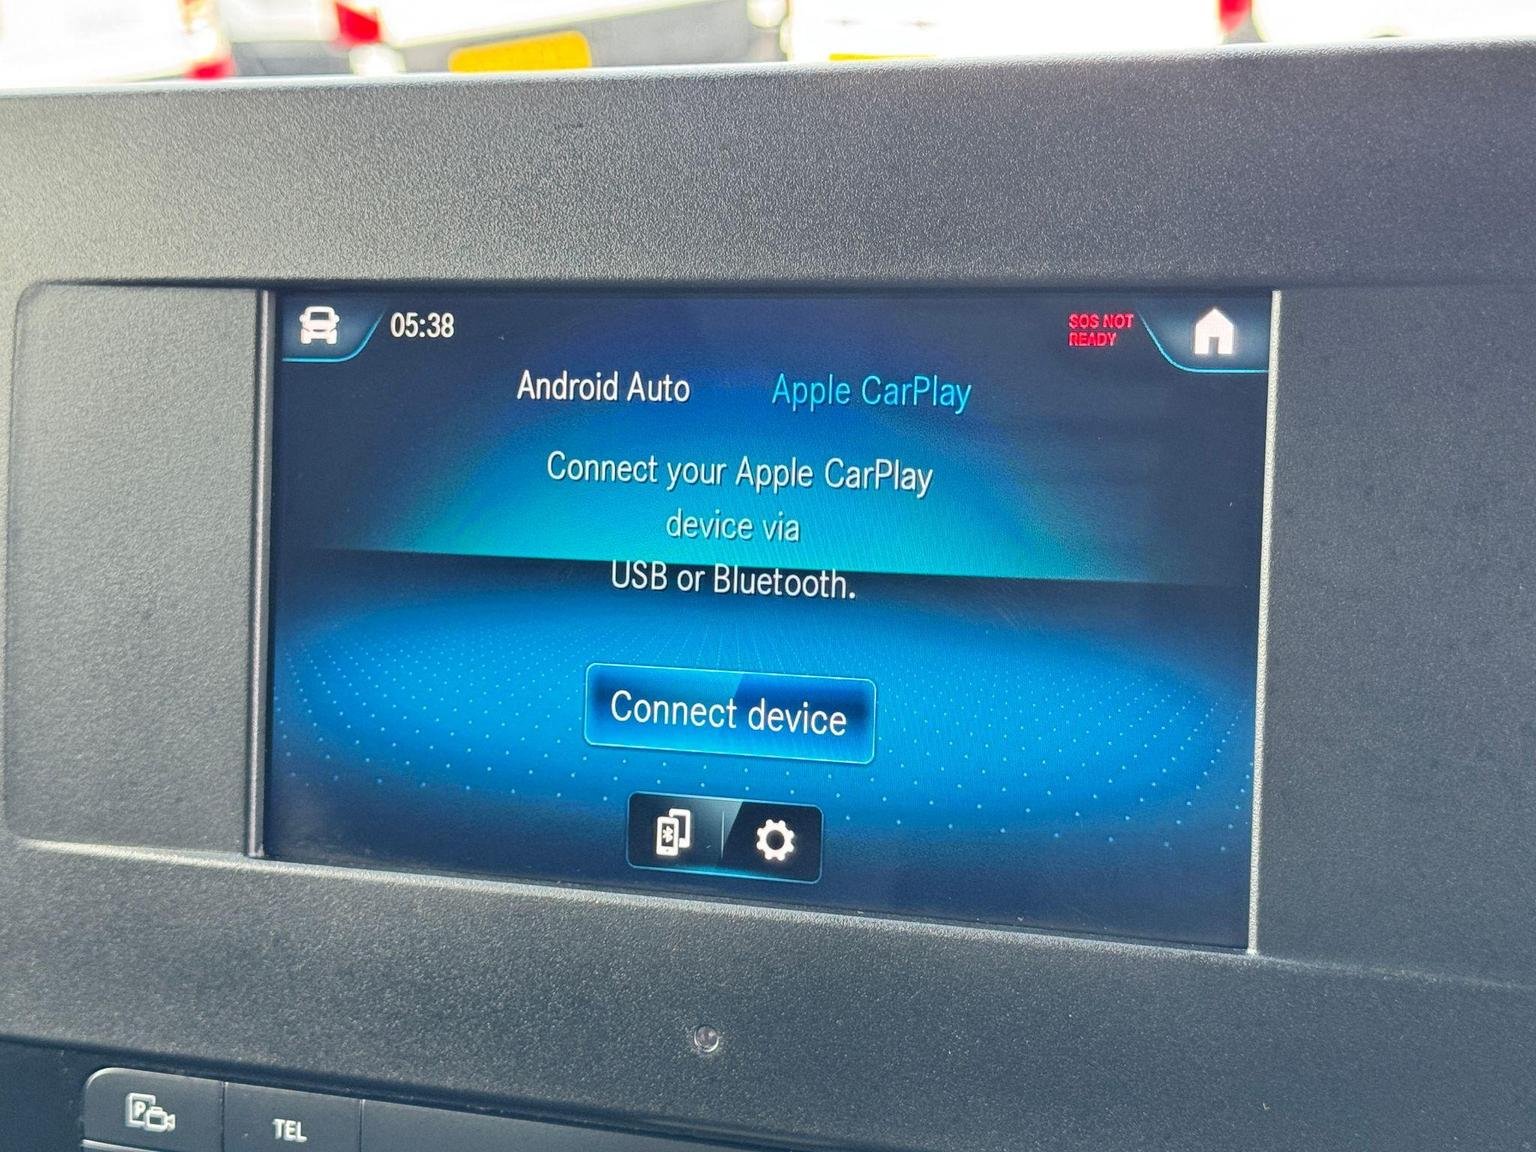 05:38
SOS NOT
READY
Android Auto
Apple CarPlay
Connect your Apple CarPlay
device via
USB or Bluetooth.
Connect device
P
TEL